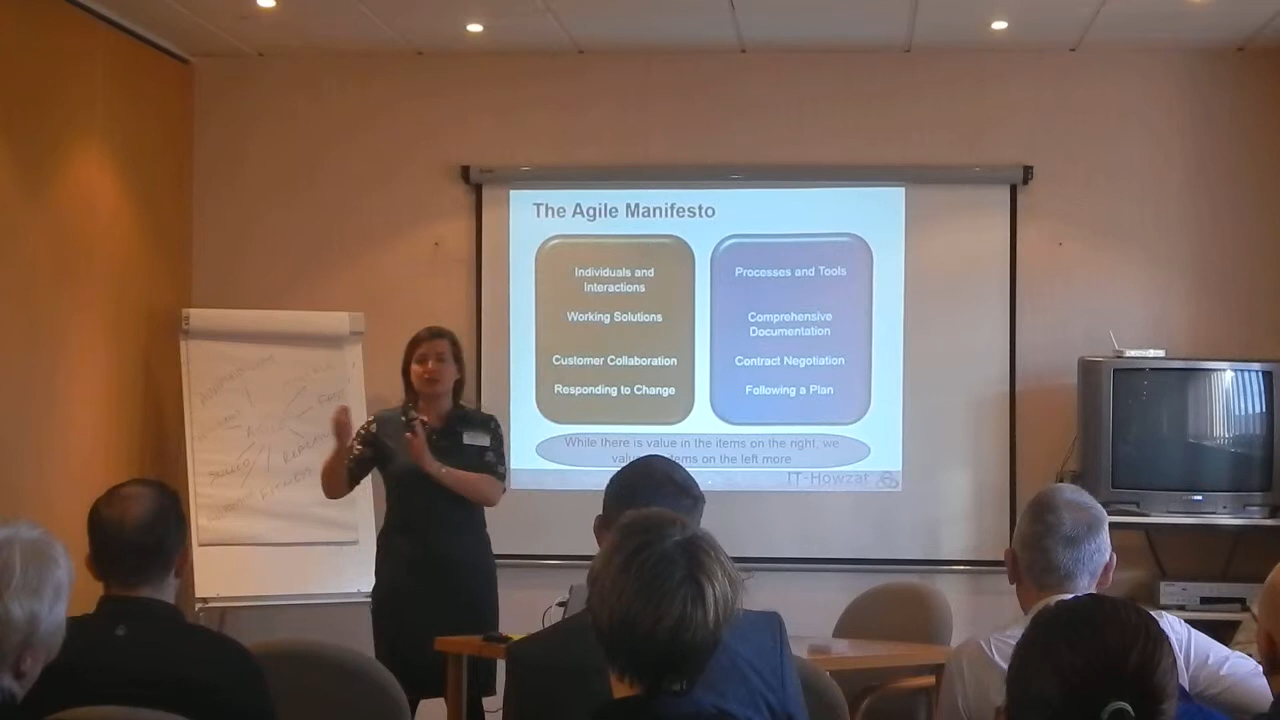 The Agile Manifesto
Individuals and
Interactions
Working Solutions
Customer Collaboration
Responding to Change
Processes and Tools
Comprehensive
Documentation
Contract Negotiation
Following a Plan
While there is value in the items on the right, we
items on the left more
IT-Howzat
AGILE